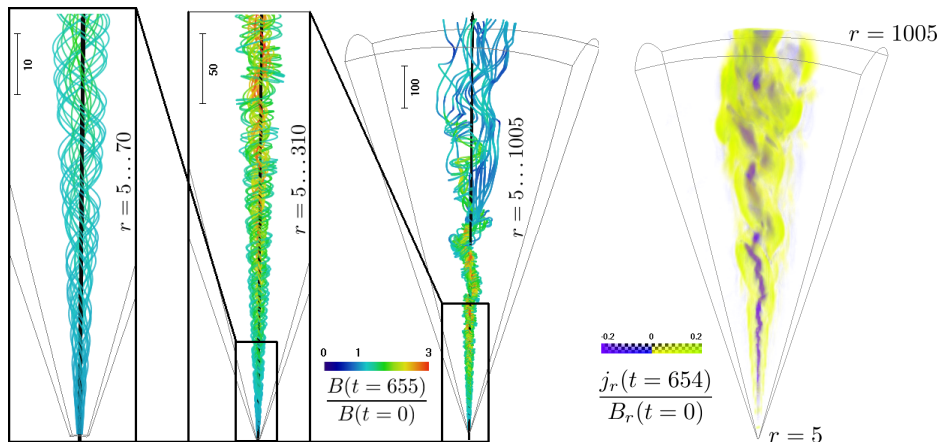 10
r = 5...70
50
r = 5...310
100
r = 5...1005
0 1 3
B(t = 655)
B(t = 0)
-0.2 0 0.2
j_r(t = 654)
B_r(t = 0)
r = 1005
r = 5